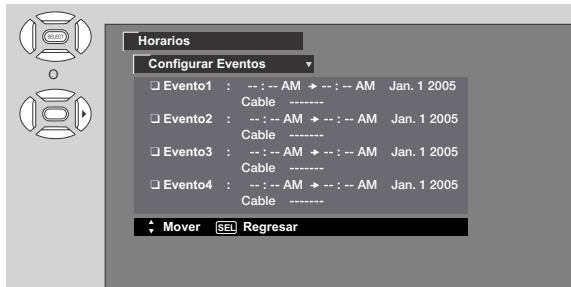 SELECT
O
Horarios
Configurar Eventos ▼
❏ Evento1 : -- : -- AM ➔ -- : -- AM Jan. 1 2005
Cable -------
❏ Evento2 : -- : -- AM ➔ -- : -- AM Jan. 1 2005
Cable -------
❏ Evento3 : -- : -- AM ➔ -- : -- AM Jan. 1 2005
Cable -------
❏ Evento4 : -- : -- AM ➔ -- : -- AM Jan. 1 2005
Cable -------
Mover SEL Regresar